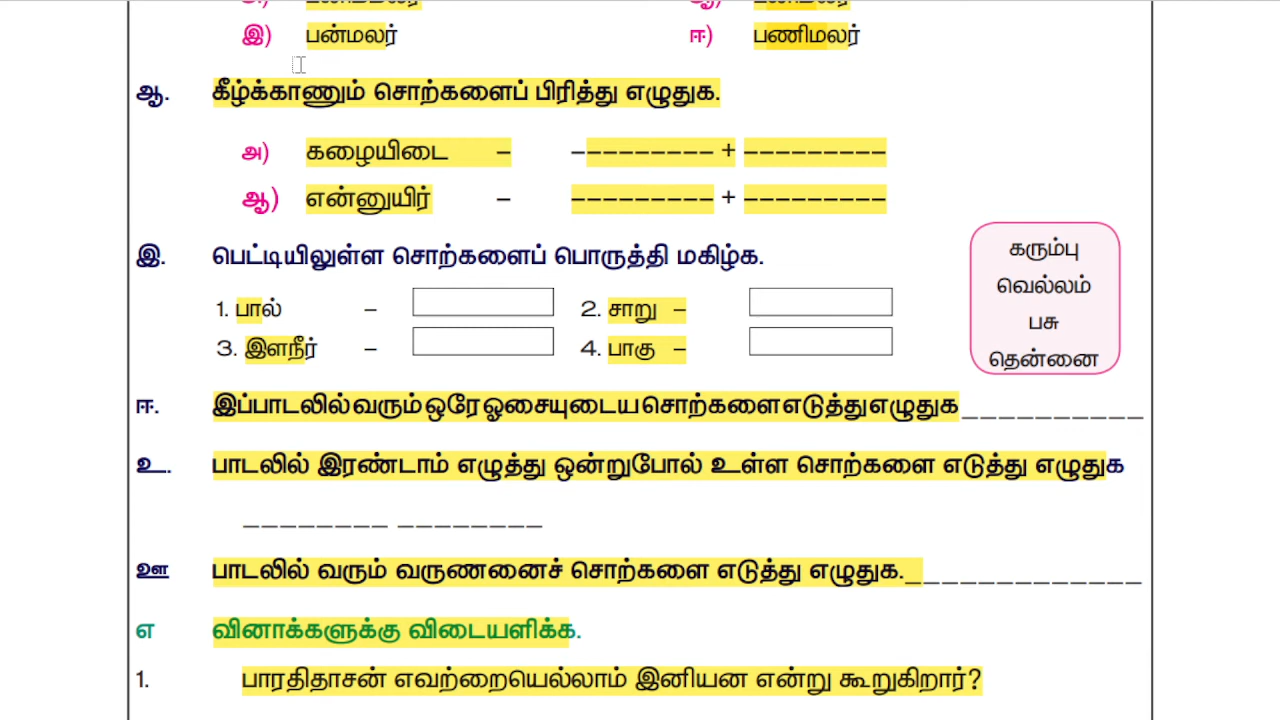 இ) பன்மலர் ஈ) பணிமலர்
ஆ. கீழ்க்காணும் சொற்களைப் பிரித்து எழுதுக.
அ) கழையிடை – –--------- + ---------
ஆ) என்னுயிர் – --------- + ---------
இ. பெட்டியிலுள்ள சொற்களைப் பொருத்தி மகிழ்க.
1. பால் – 2. சாறு –
3. இளநீர் – 4. பாகு –
கரும்பு
வெல்லம்
பசு
தென்னை
ஈ. இப்பாடலில் வரும் ஒரே ஓசையுடைய சொற்களை எடுத்து எழுதுக __________
உ. பாடலில் இரண்டாம் எழுத்து ஒன்றுபோல் உள்ள சொற்களை எடுத்து எழுதுக
________ ________
ஊ பாடலில் வரும் வருணனைச் சொற்களை எடுத்து எழுதுக._____________
எ வினாக்களுக்கு விடையளிக்க.
1. பாரதிதாசன் எவற்றையெல்லாம் இனியன என்று கூறுகிறார்?